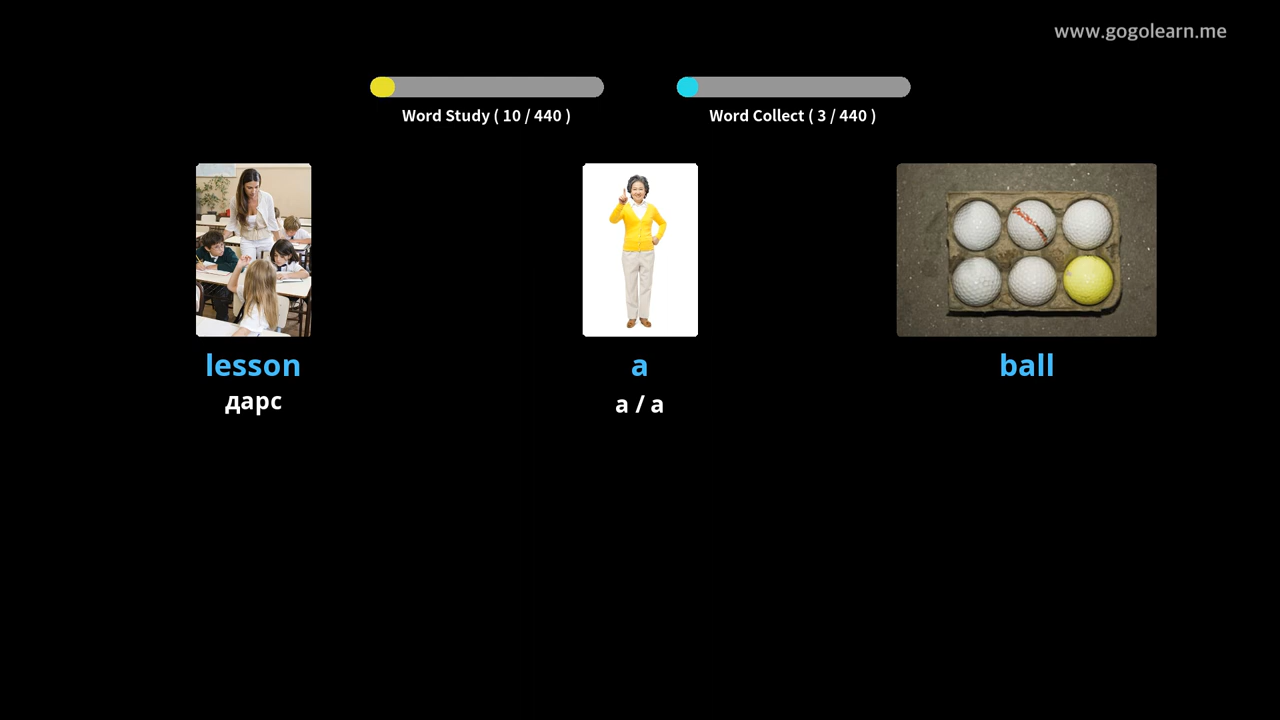 www.gogolearn.me
Word Study ( 10 / 440 )
Word Collect ( 3 / 440 )
lesson
дарс
a
а / а
ball